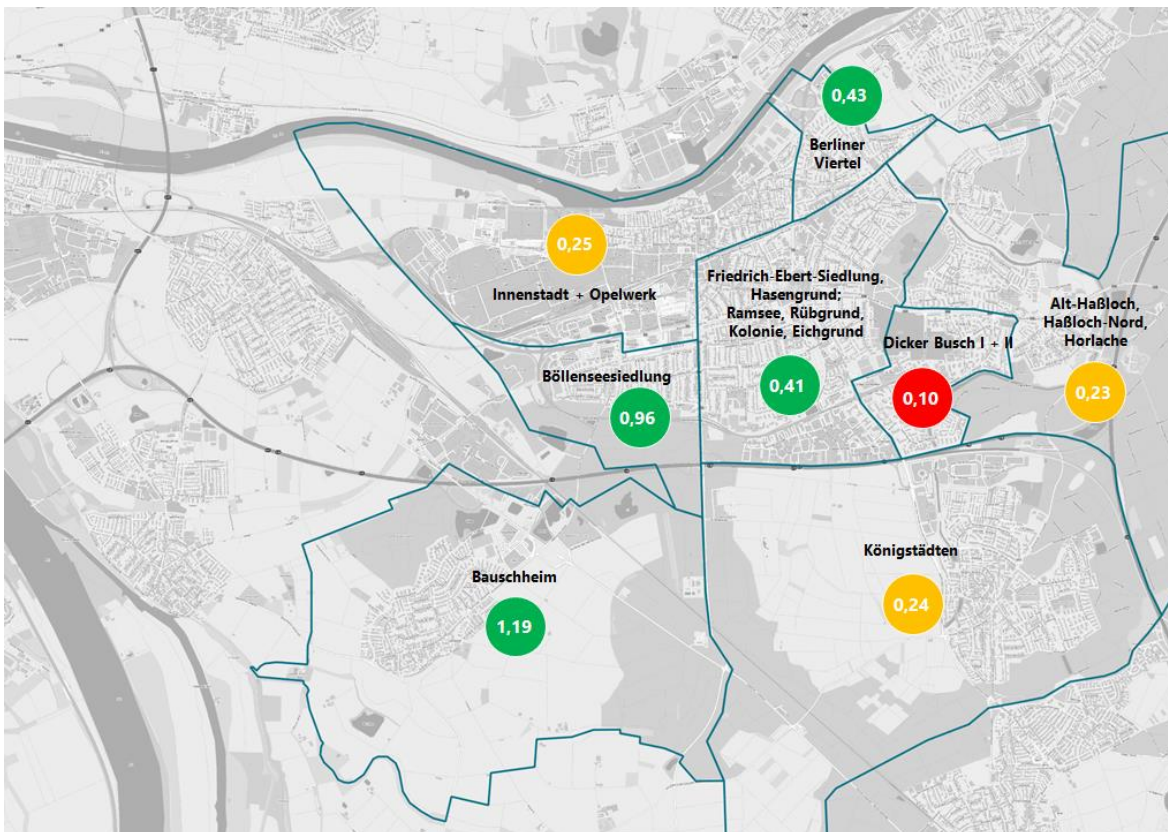 0,43
Berliner
Viertel
0,25
Innenstadt + Opelwerk
Friedrich-Ebert-Siedlung,
Hasengrund;
Ramsee, Rübgrund,
Kolonie, Eichgrund
0,41
Alt-Haßloch,
Haßloch-Nord,
Horlache
0,23
Dicker Busch I + II
0,10
Böllenseesiedlung
0,96
Königstädten
0,24
Bauschheim
1,19